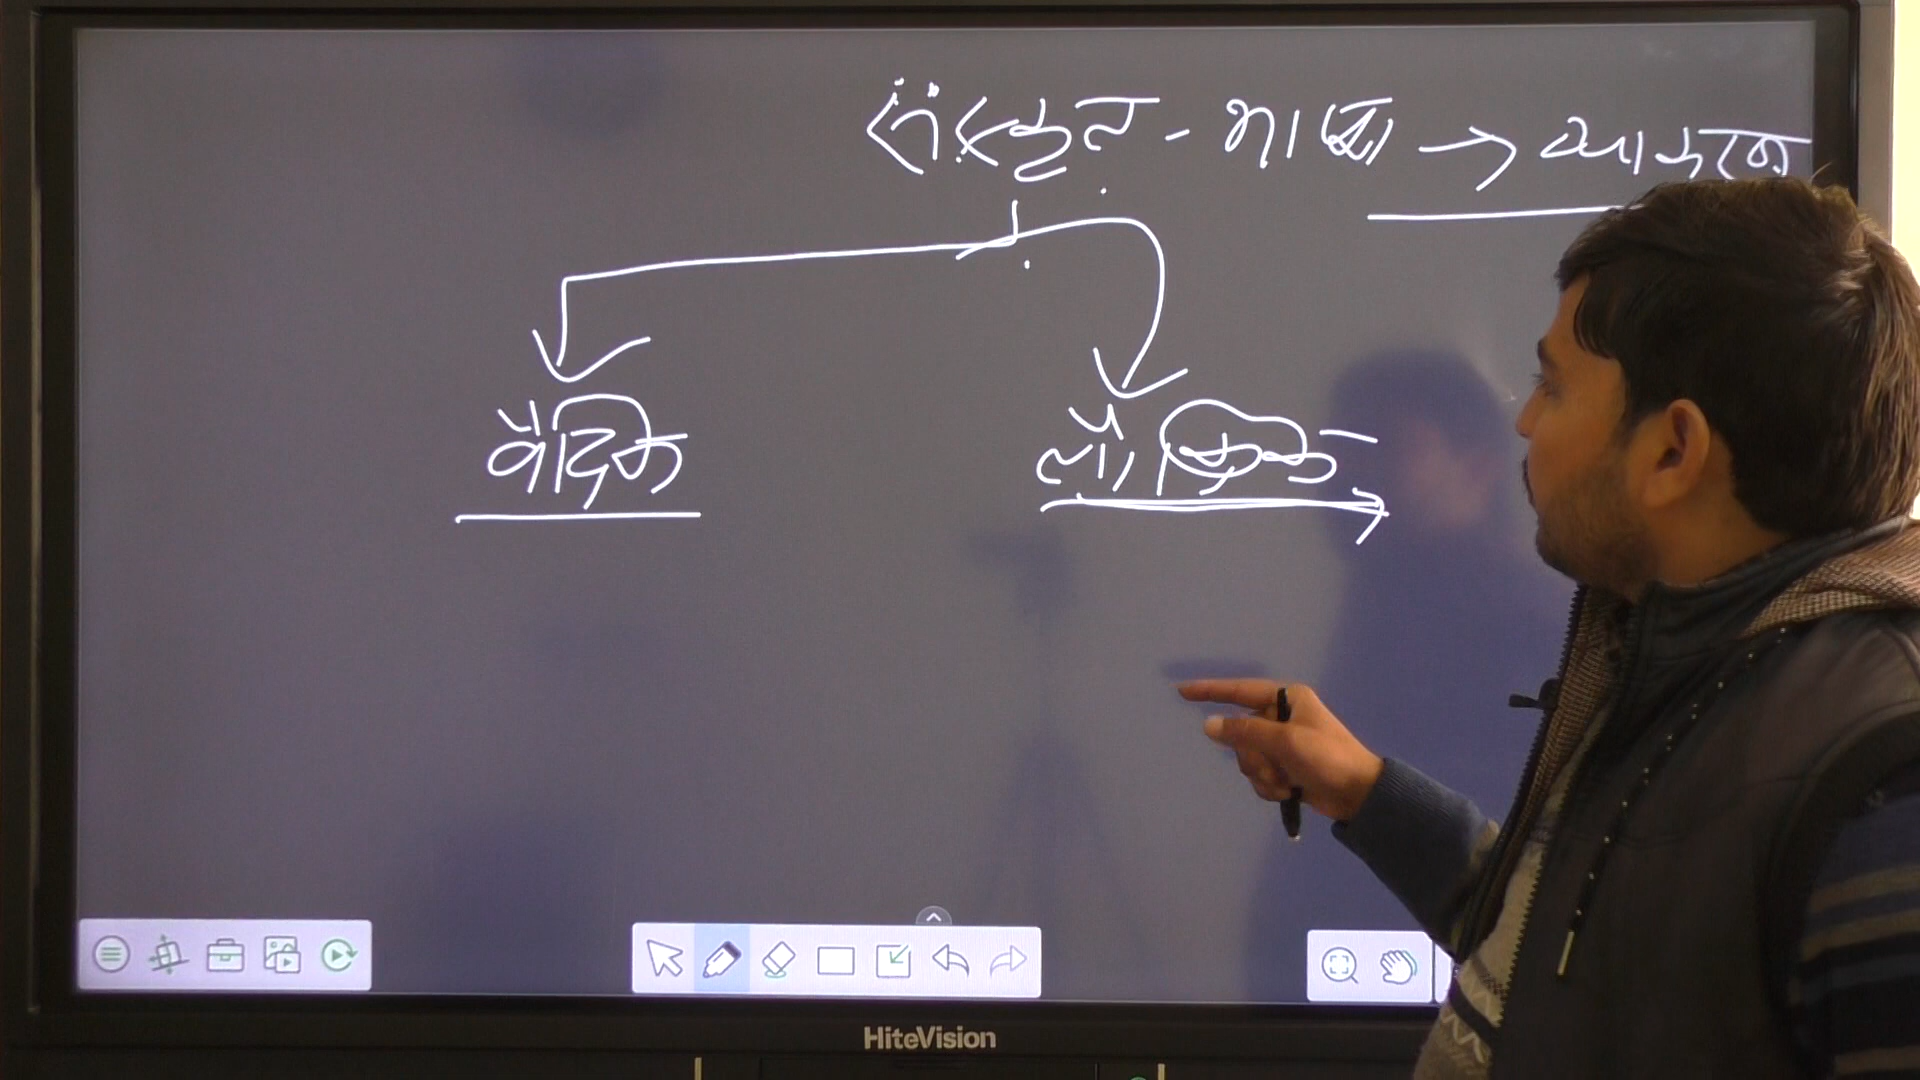 संस्कृत - भाषा → व्याकरण
वैदिक लौकिक
HiteVision